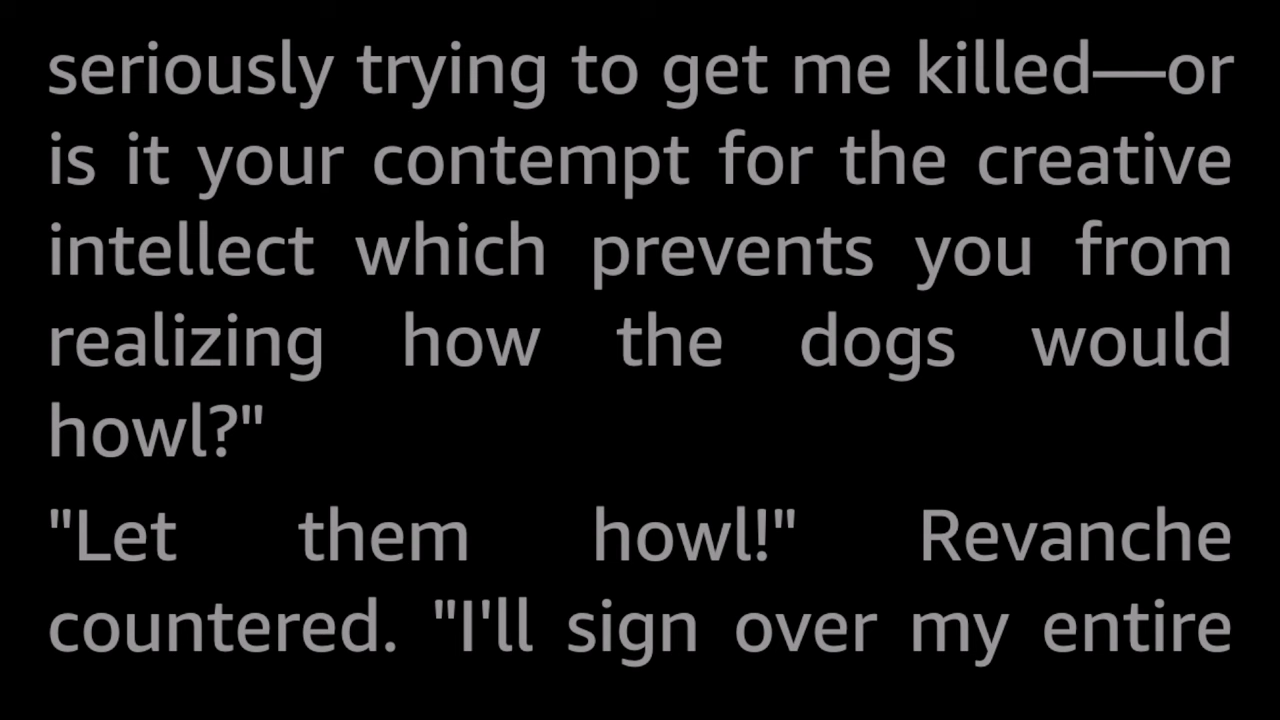 seriously trying to get me killed—or
is it your contempt for the creative
intellect which prevents you from
realizing how the dogs would
howl?"
"Let them howl!" Revanche
countered. "I'll sign over my entire